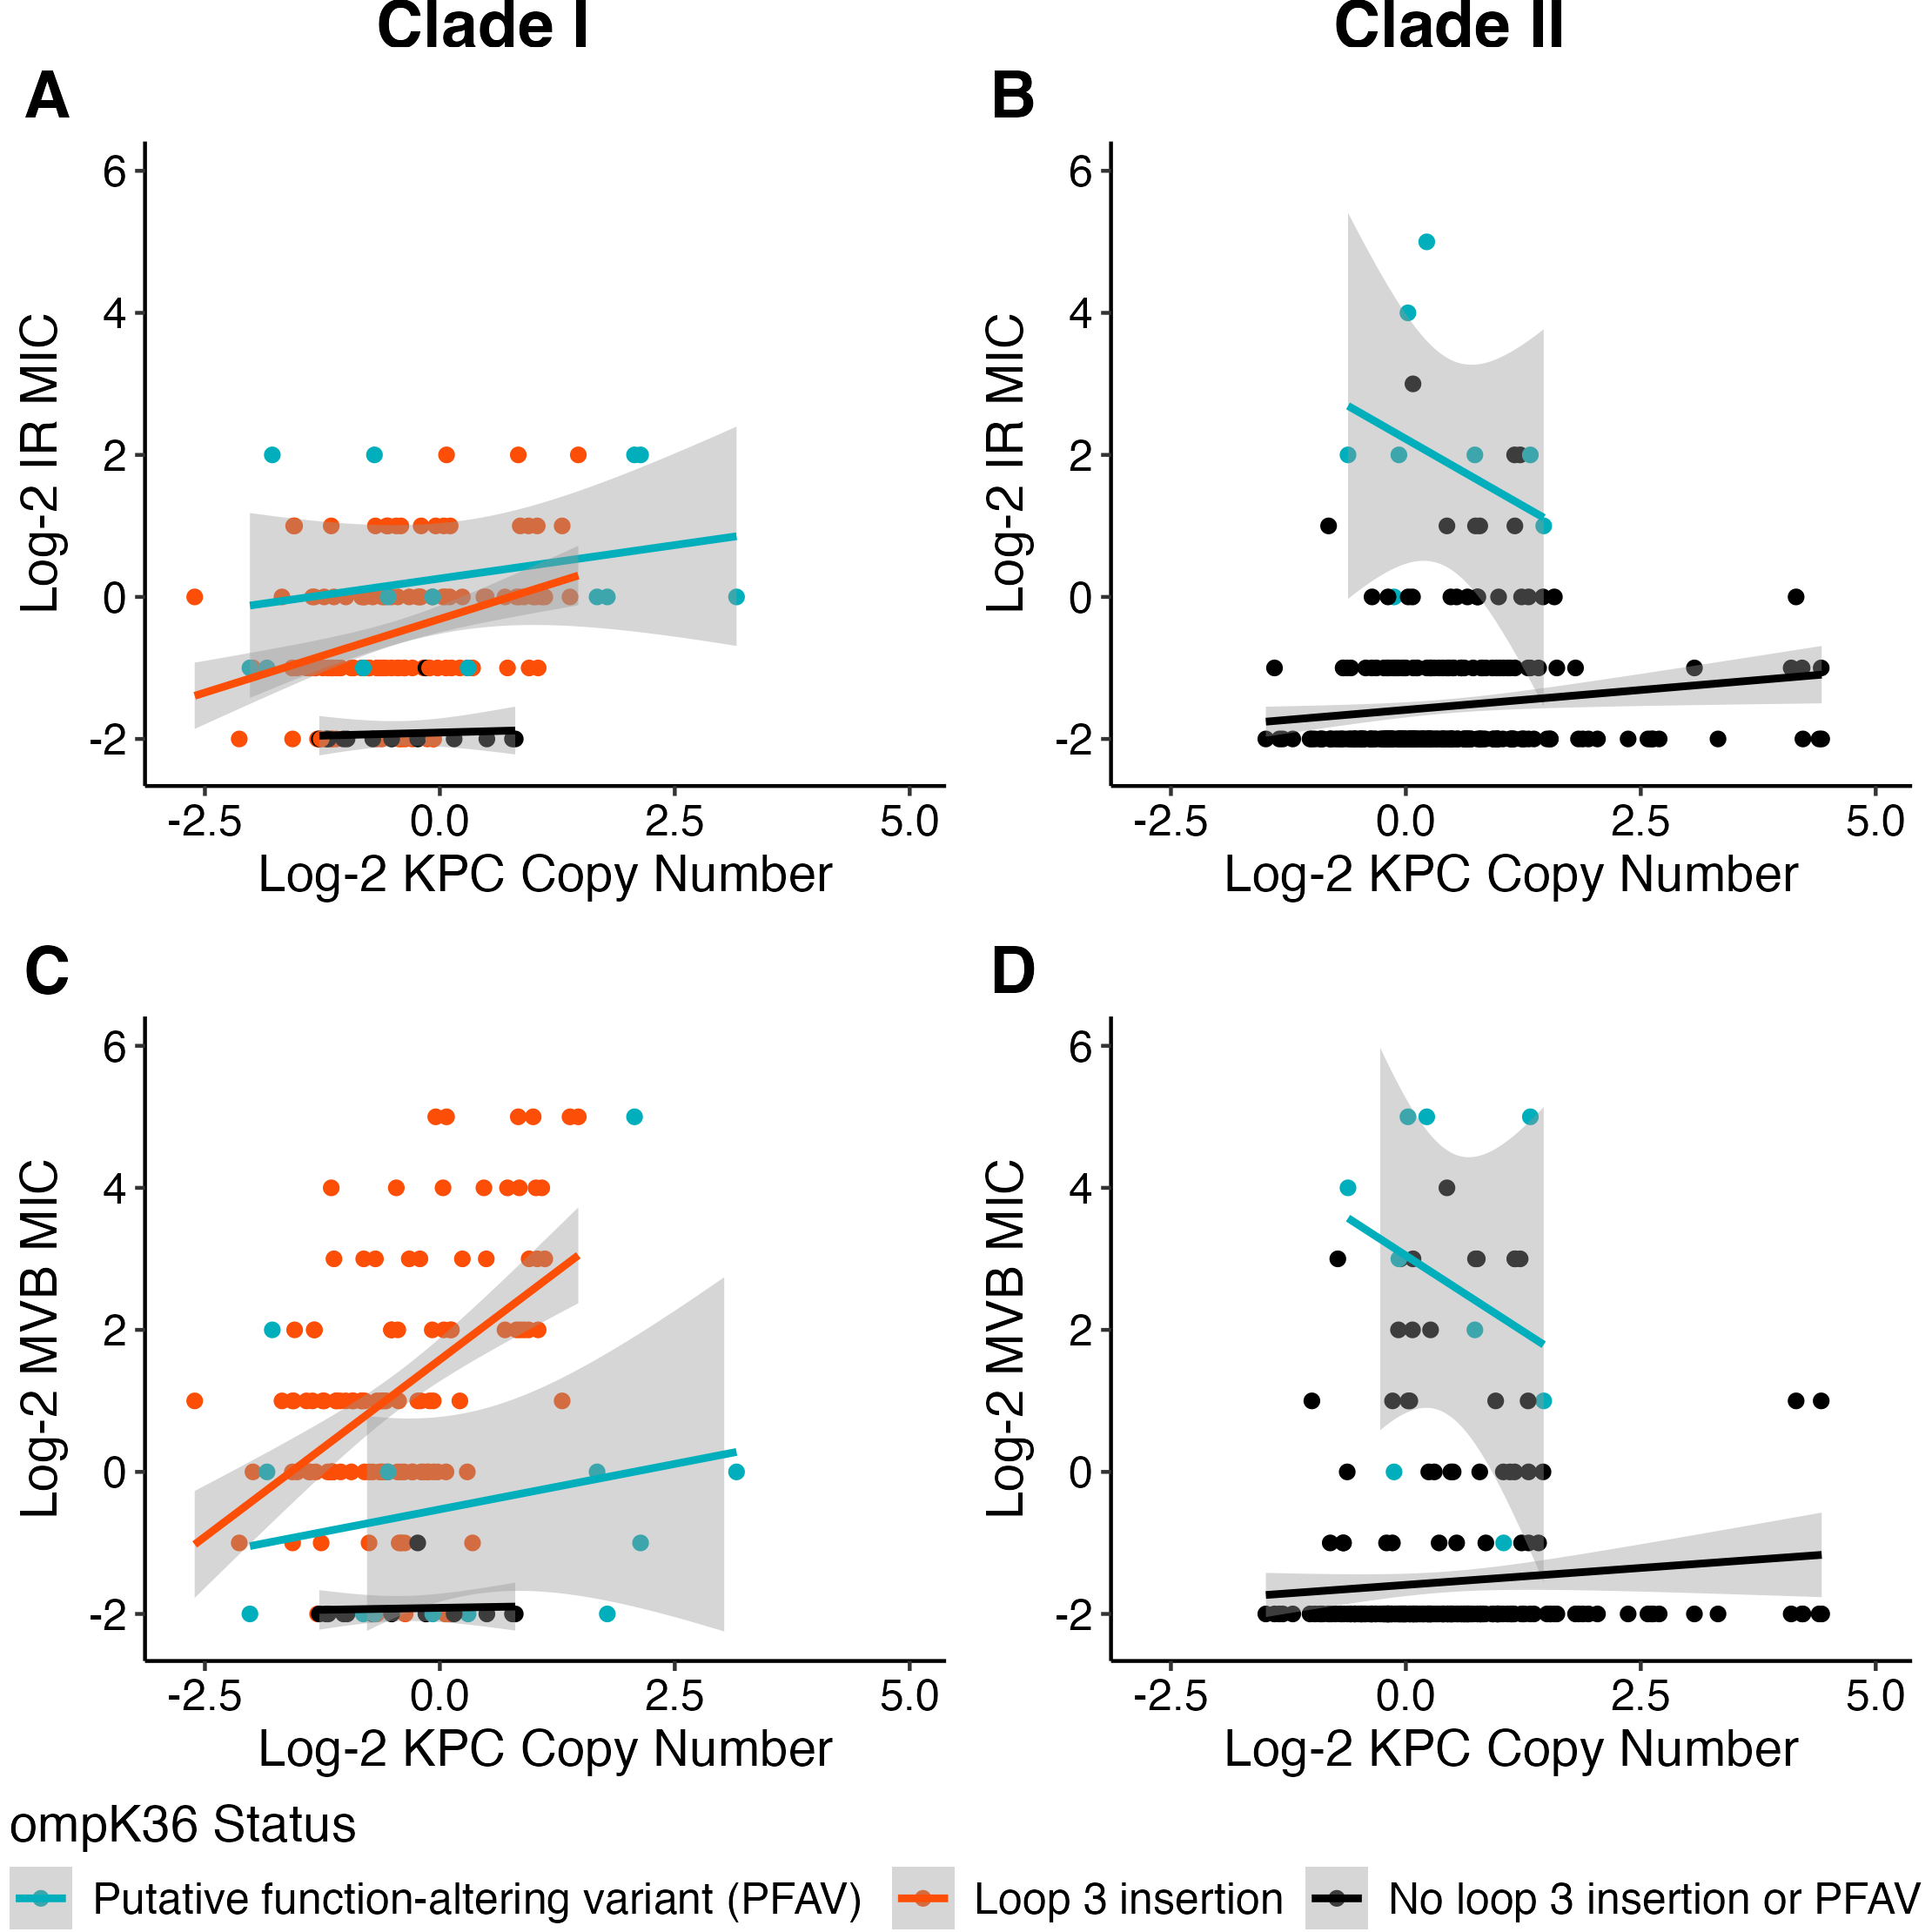 Clade I
Clade II
A
B
Log-2 IR MIC
6
4
2
0
-2
-2.5 0.0 2.5 5.0
Log-2 KPC Copy Number
Log-2 IR MIC
6
4
2
0
-2
-2.5 0.0 2.5 5.0
Log-2 KPC Copy Number
C
D
Log-2 MVB MIC
6
4
2
0
-2
-2.5 0.0 2.5 5.0
Log-2 KPC Copy Number
Log-2 MVB MIC
6
4
2
0
-2
-2.5 0.0 2.5 5.0
Log-2 KPC Copy Number
ompK36 Status
Putative function-altering variant (PFAV) Loop 3 insertion No loop 3 insertion or PFAV